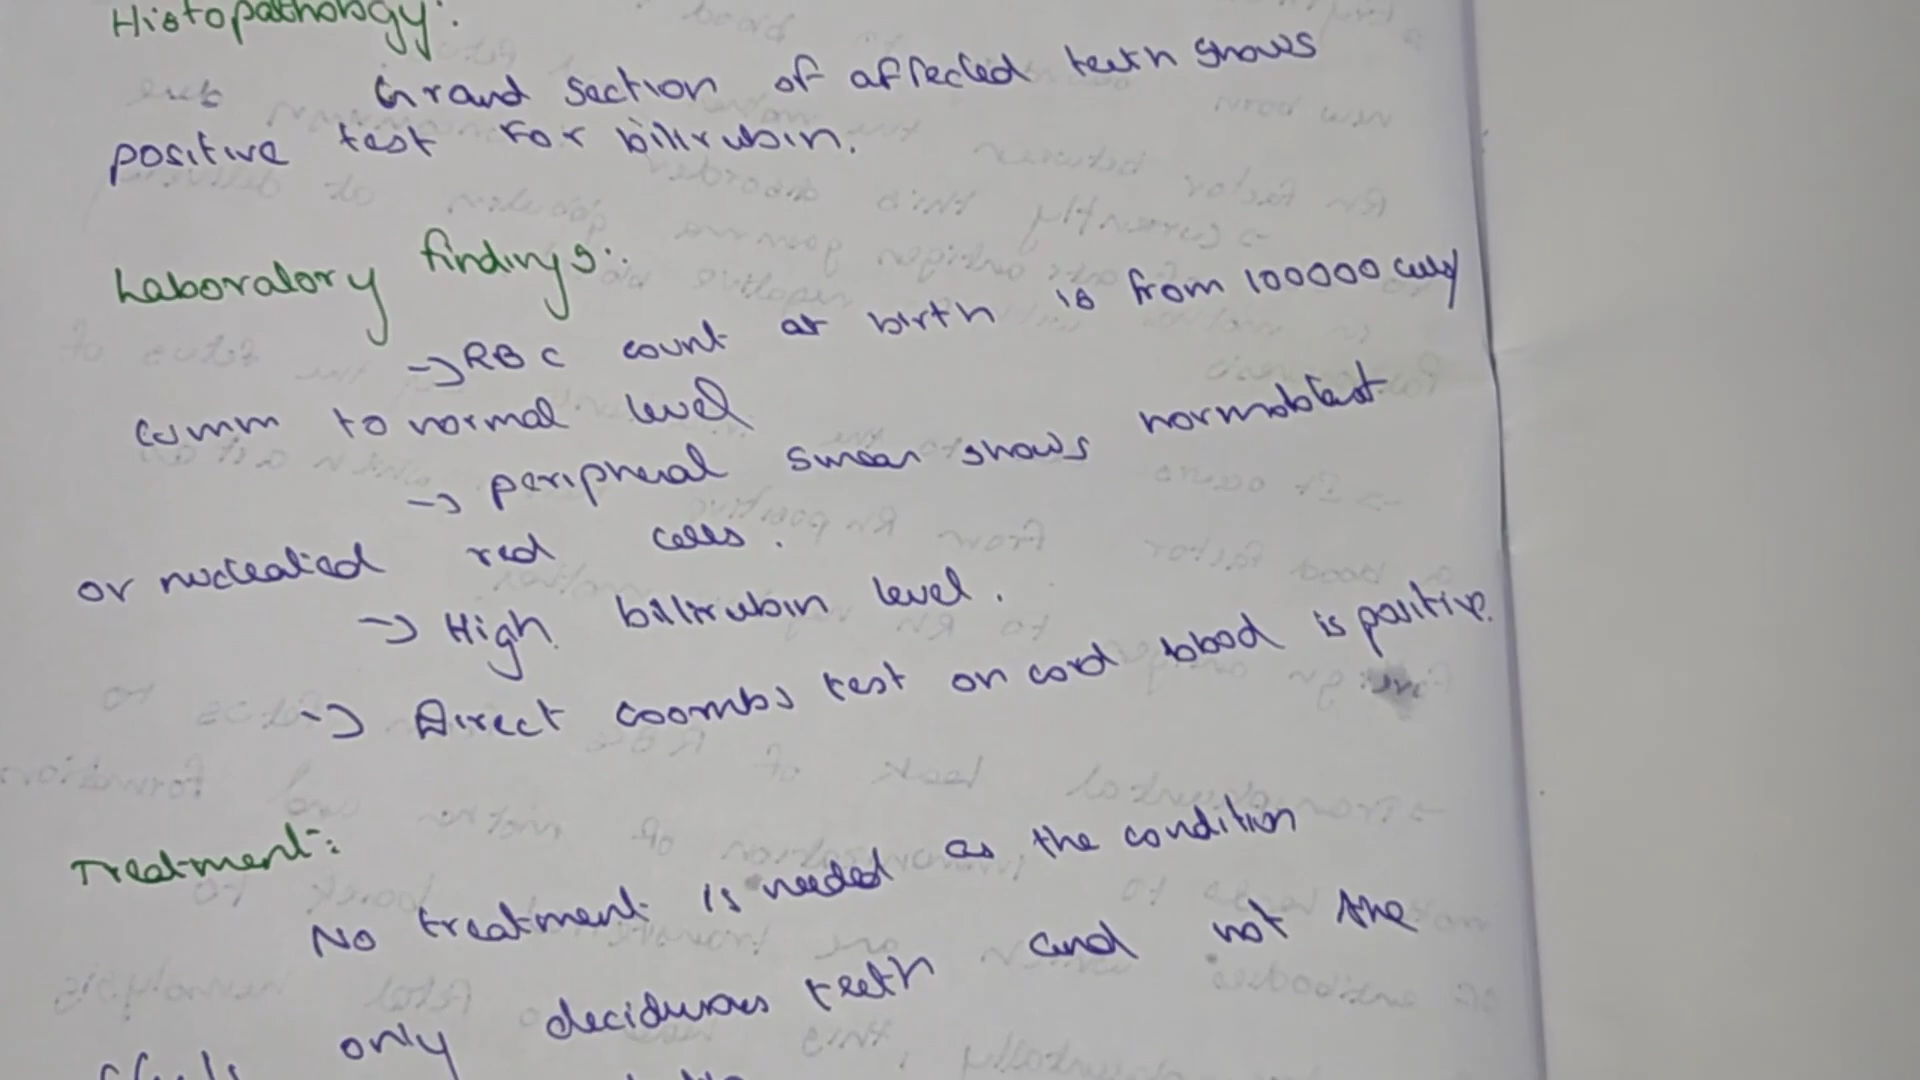 Histopathology:
Grand section of affected teeth shows
positive test for bilirubin.
Laboratory findings:
→ RBC count at birth is from 100000 cells/
cumm to normal level
→ peripheral smear shows normoblast
or nucleated red cells.
→ High bilirubin level.
→ Direct coombs test on cord blood is positive.
Treatment:
No treatment is needed as the condition
only deciduous teeth and not the